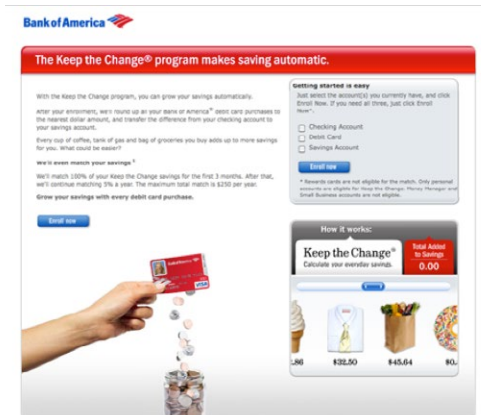 Bank of America
The Keep the Change® program makes saving automatic.
With the Keep the Change program, you can grow your savings automatically.
After your enrollment, we'll round up all your Bank of America® debit card purchases to
the nearest dollar amount, and transfer the difference from your checking account to
your savings account.
Every cup of coffee, tank of gas and bag of groceries you buy adds up to more savings
for you. What could be easier?
We'll even match your savings
We'll match 100% of your Keep the Change savings for the first 3 months. After that,
we'll continue matching 5% a year. The maximum total match is $250 per year.
Grow your savings with every debit card purchase.
Enroll now
Getting started is easy
Just select the account(s) you currently have, and click
Enroll Now. If you need all three, just click Enroll
Now*.
Checking Account
Debit Card
Savings Account
Enroll now
* Rewards cards are not eligible for the match. Only personal
accounts are eligible for Keep the Change. Money Manager and
Small Business accounts are not eligible.
How it works:
Keep the Change®
Calculate your everyday savings.
Total Added
to Savings
0.00
.86
$32.50
$45.64
$0.
VISA